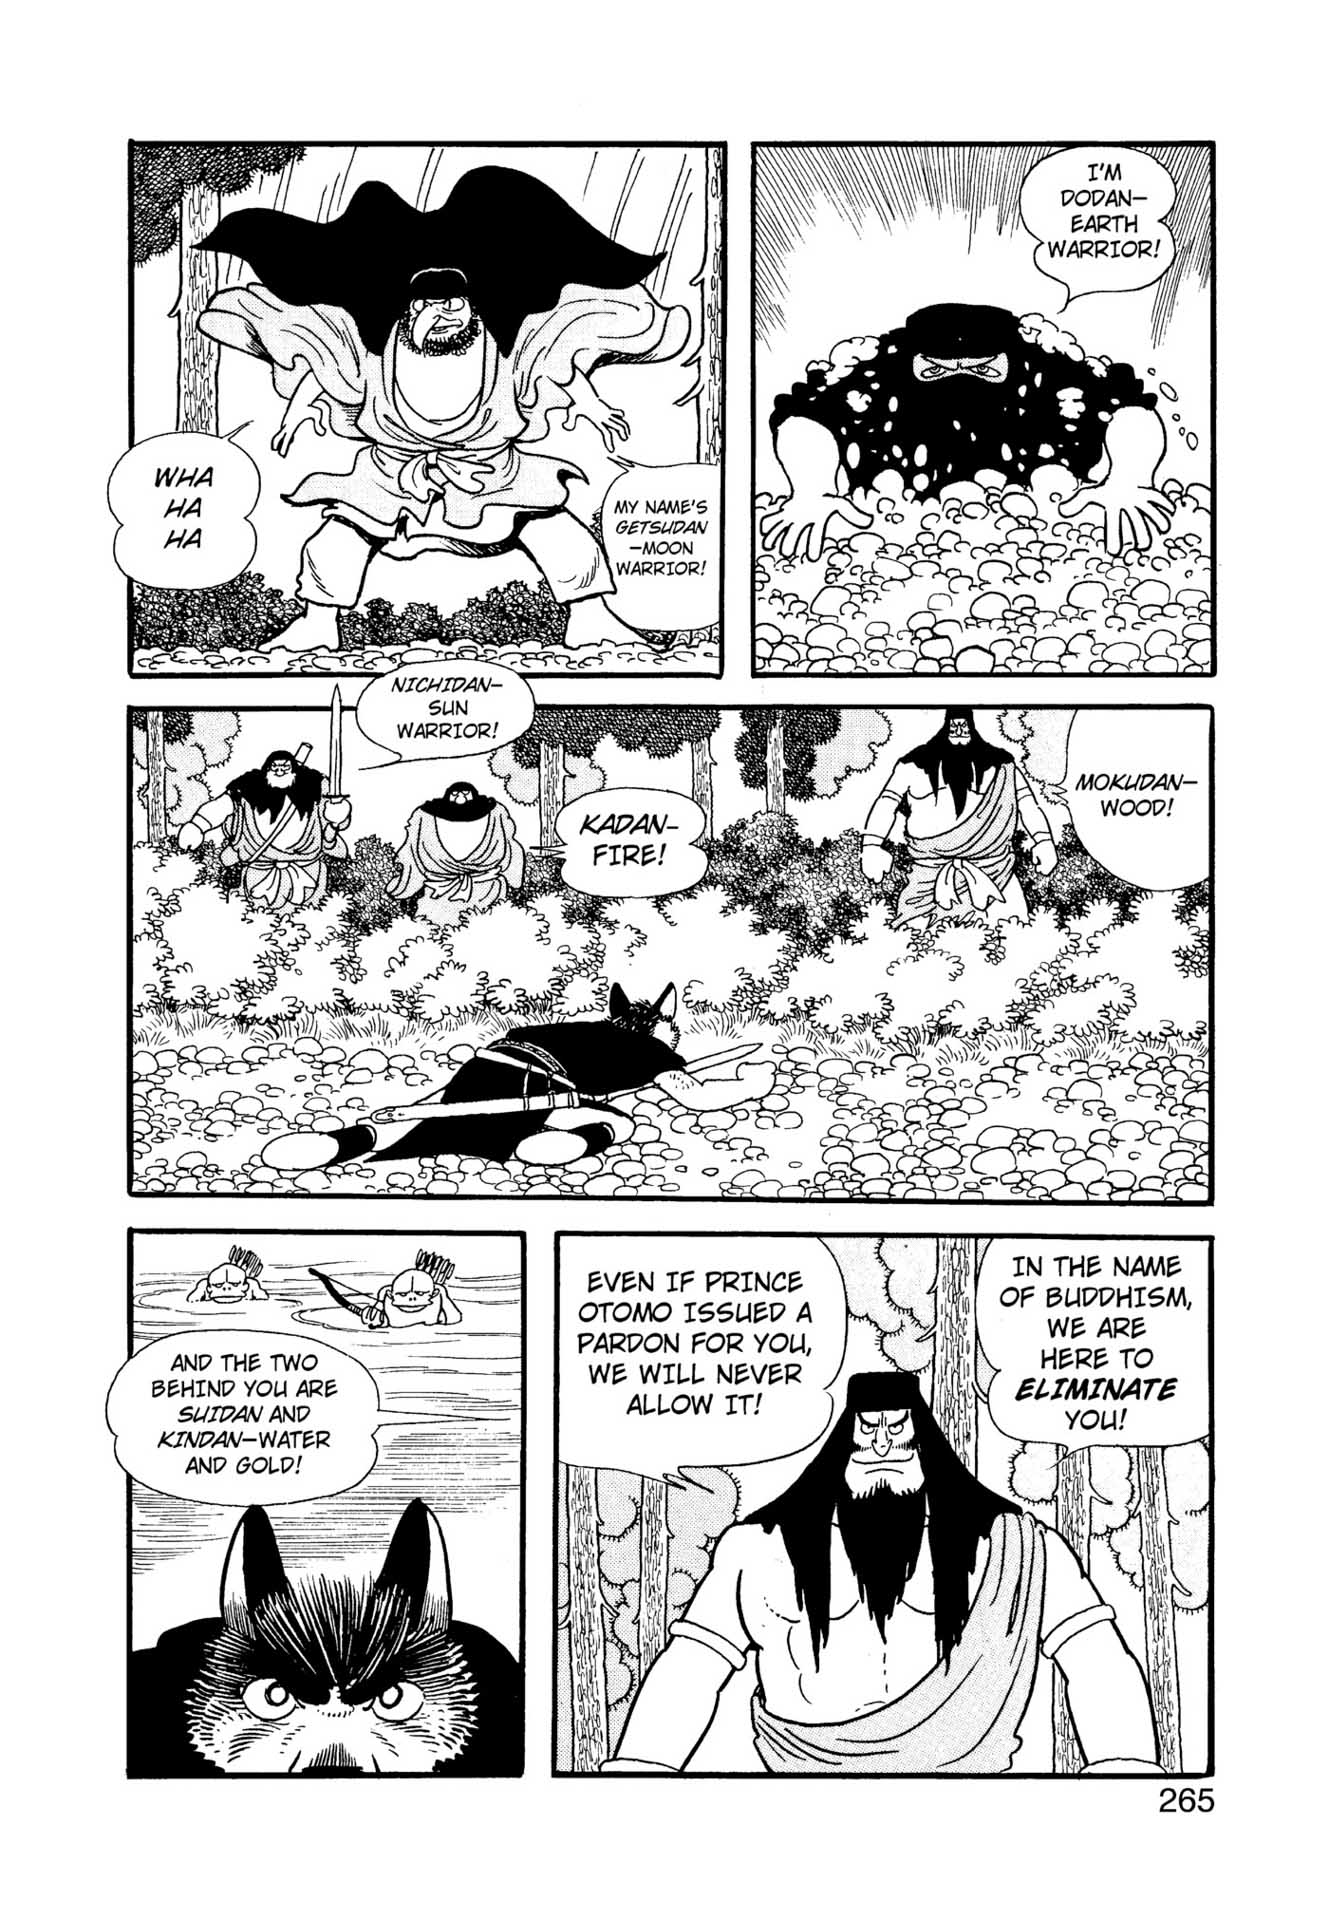 WHA
HA
HA
MY NAME'S
GETSUDAN
—MOON
WARRIOR!
I'M
DODAN—
EARTH
WARRIOR!
NICHIDAN—
SUN
WARRIOR!
KADAN—
FIRE!
MOKUDAN—
WOOD!
AND THE TWO
BEHIND YOU ARE
SUIDAN AND
KINDAN—WATER
AND GOLD!
EVEN IF PRINCE
OTOMO ISSUED A
PARDON FOR YOU,
WE WILL NEVER
ALLOW IT!
IN THE NAME
OF BUDDHISM,
WE ARE
HERE TO
ELIMINATE
YOU!
265